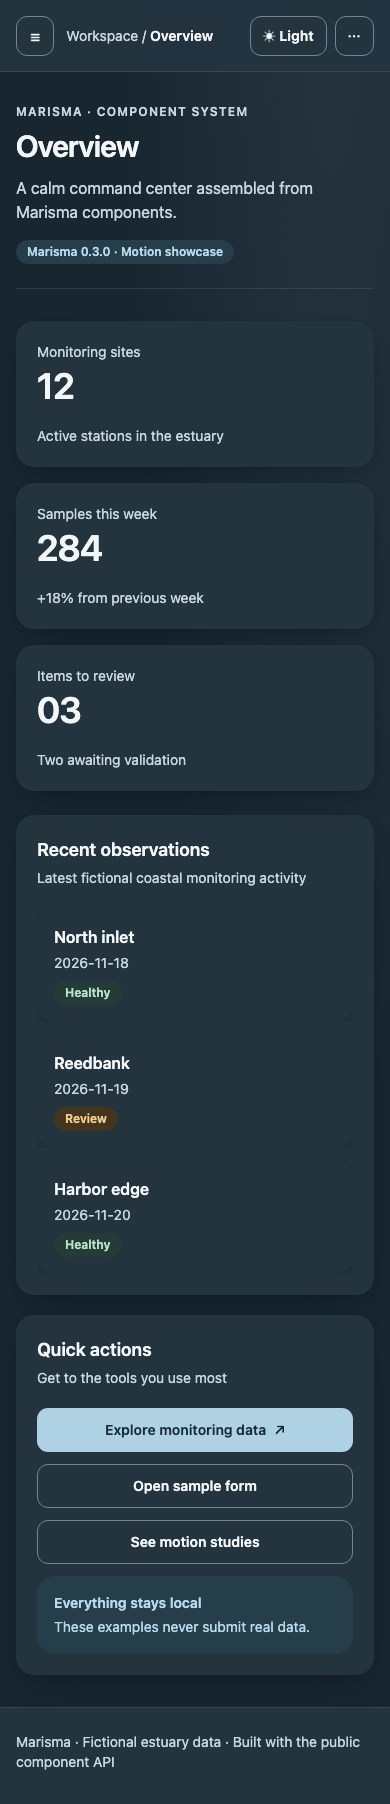 ≡ Workspace / Overview ☀ Light ···
MARISMA · COMPONENT SYSTEM
Overview
A calm command center assembled from
Marisma components.
Marisma 0.3.0 · Motion showcase
Monitoring sites
12
Active stations in the estuary
Samples this week
284
+18% from previous week
Items to review
03
Two awaiting validation
Recent observations
Latest fictional coastal monitoring activity
North inlet
2026-11-18
Healthy
Reedbank
2026-11-19
Review
Harbor edge
2026-11-20
Healthy
Quick actions
Get to the tools you use most
Explore monitoring data ↗
Open sample form
See motion studies
Everything stays local
These examples never submit real data.
Marisma · Fictional estuary data · Built with the public
component API